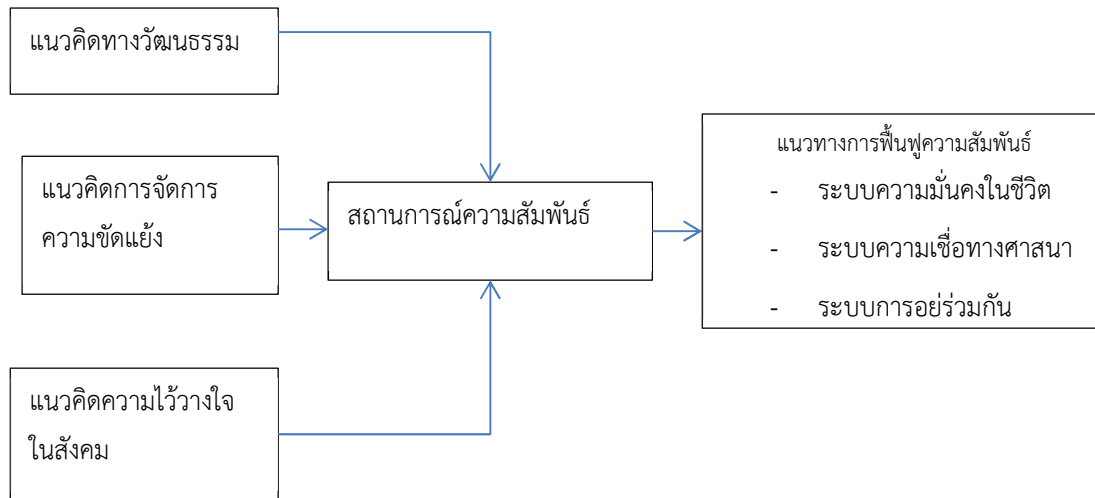 แนวคิดทางวัฒนธรรม
แนวคิดการจัดการ
ความขัดแย้ง
แนวคิดความไว้วางใจ
ในสังคม
สถานการณ์ความสัมพันธ์
แนวทางการฟื้นฟูความสัมพันธ์
- ระบบความมั่นคงในชีวิต
- ระบบความเชื่อทางศาสนา
- ระบบการอย่ร่วมกัน